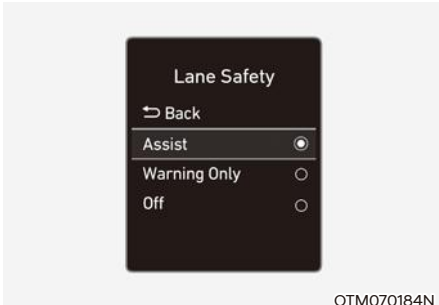 Lane Safety
Back
Assist
Warning Only
Off
OTM070184N